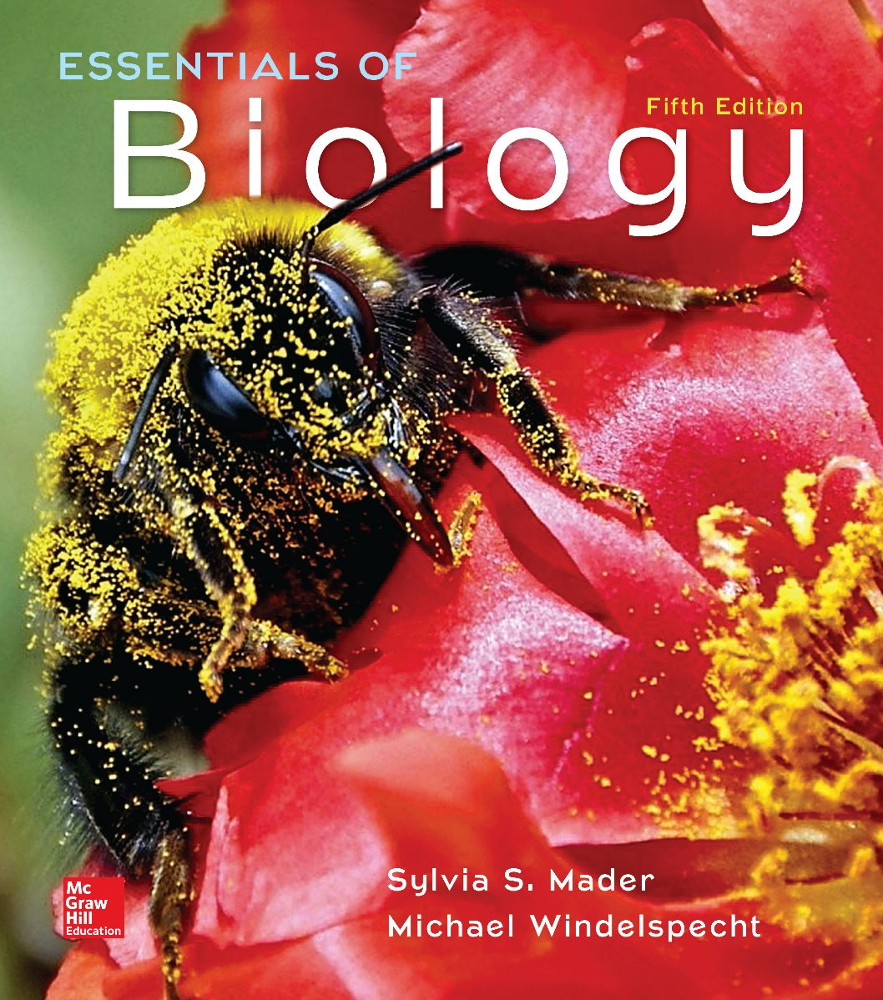 ESSENTIALS OF
Fifth Edition
Biology
Sylvia S. Mader
Michael Windelspecht
Mc
Graw
Hill
Education